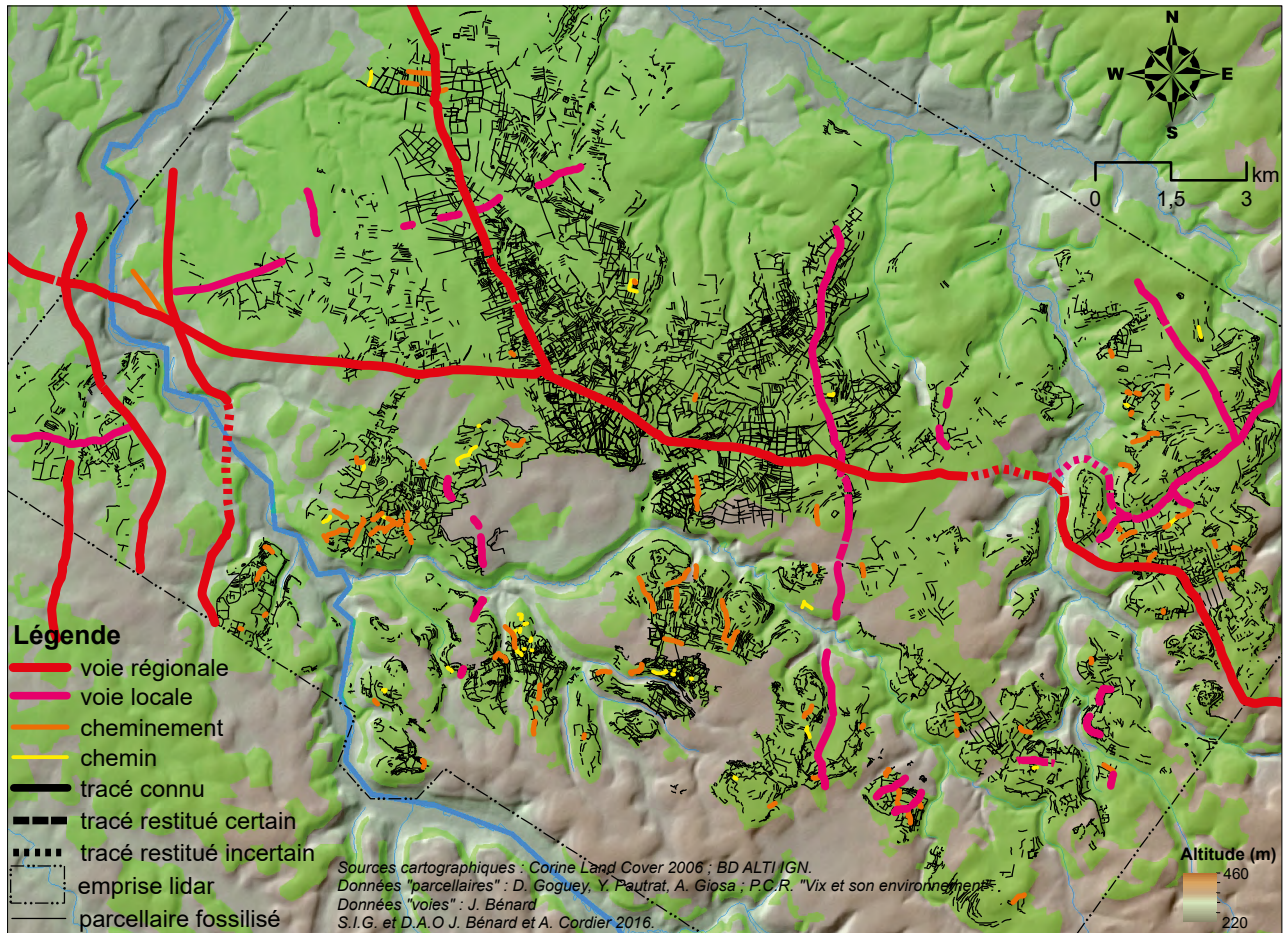 N
W E
S
0 1,5 3 km
Légende
voie régionale
voie locale
cheminement
chemin
tracé connu
tracé restitué certain
tracé restitué incertain
emprise lidar
parcellaire fossilisé
Sources cartographiques : Corine Land Cover 2006 ; BD ALTI IGN.
Données "parcellaires" : D. Goguey, Y. Pautrat, A. Giosa ; P.C.R. "Vix et son environnement"
Données "voies" : J. Bénard
S.I.G. et D.A.O J. Bénard et A. Cordier 2016.
Altitude (m)
460
220